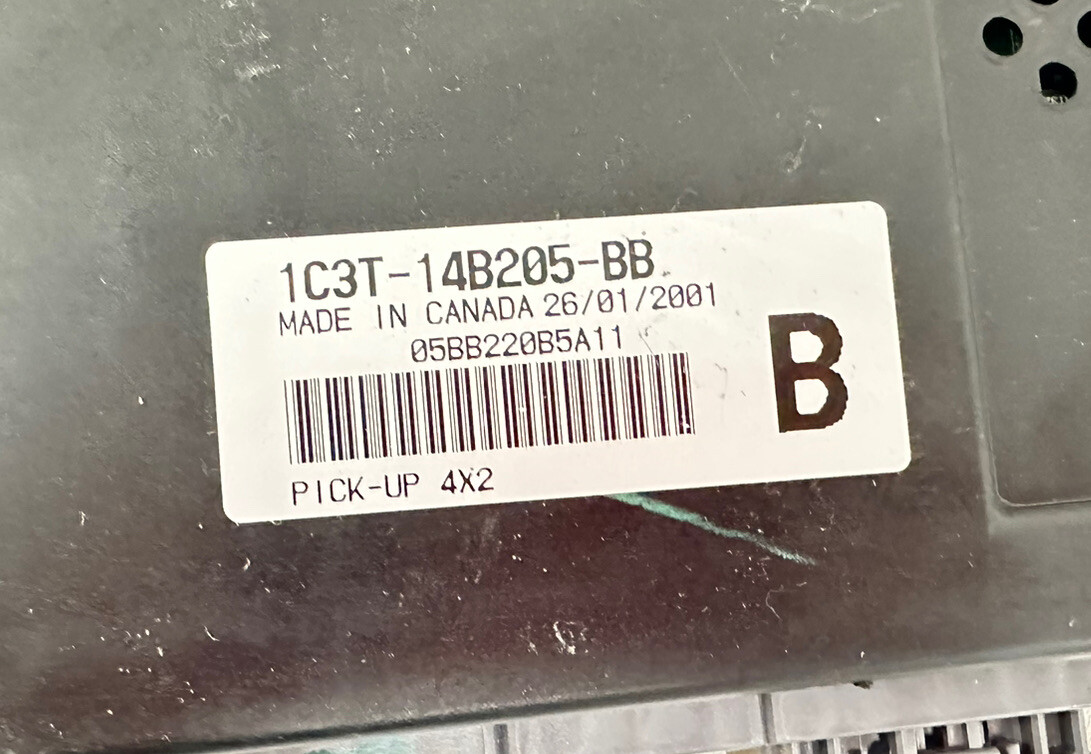 1C3T-14B205-BB
MADE IN CANADA 26/01/2001
05BB220B5A11
B
PICK-UP 4X2